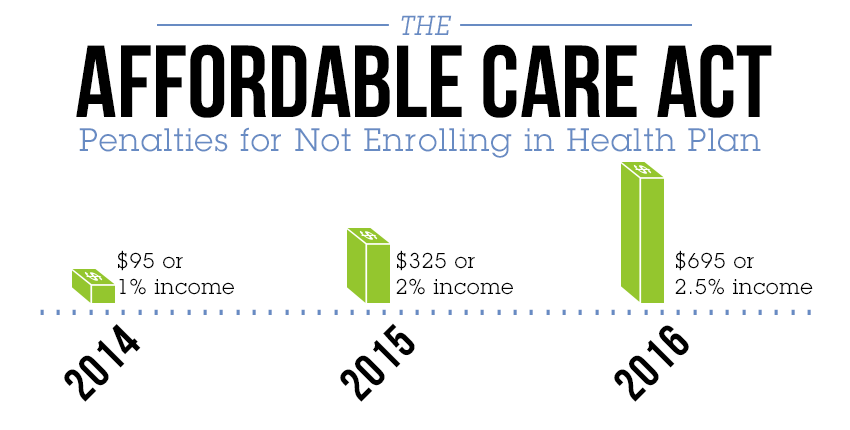 THE
AFFORDABLE CARE ACT
Penalties for Not Enrolling in Health Plan
$
$95 or
1% income
$
$325 or
2% income
$
$695 or
2.5% income
2014
2015
2016